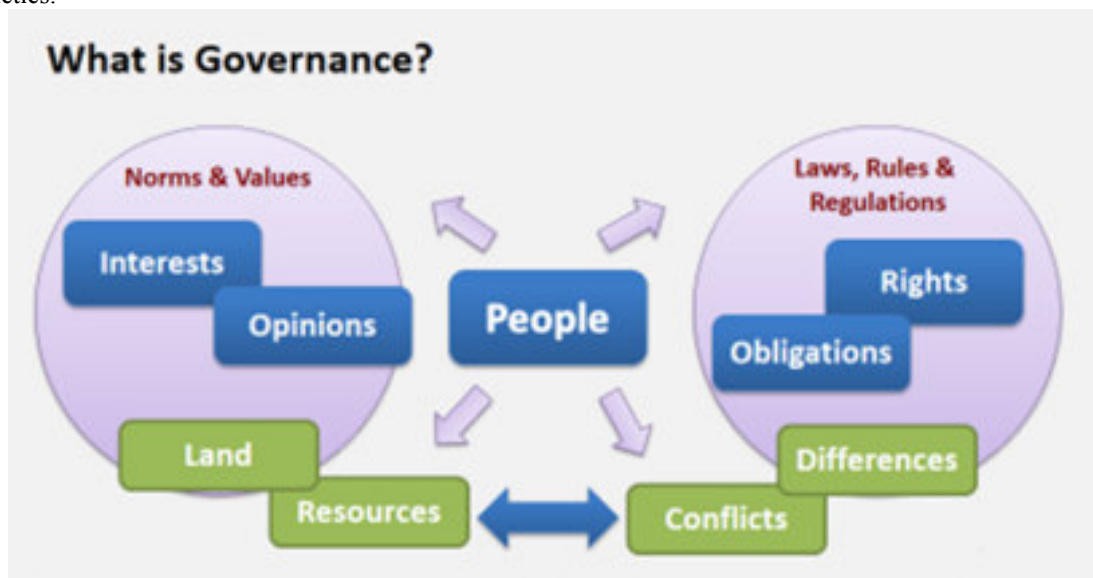 What is Governance?
Norms & Values
Interests
Opinions
Land
Resources
People
Laws, Rules &
Regulations
Rights
Obligations
Differences
Conflicts